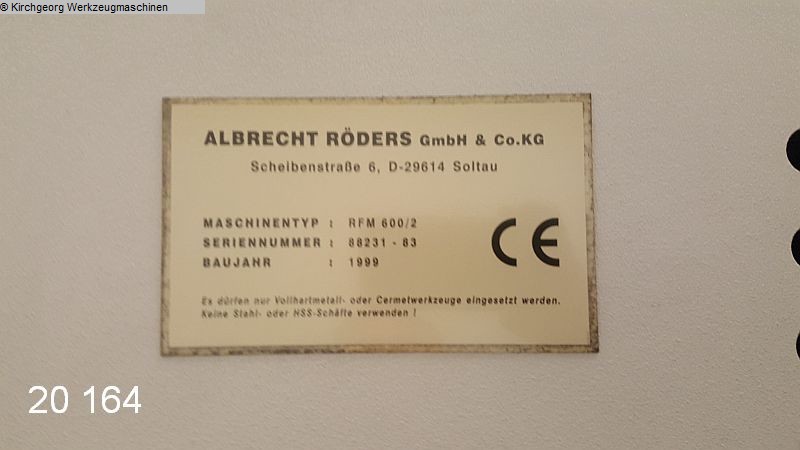 © Kirchgeorg Werkzeugmaschinen
ALBRECHT RÖDERS GmbH & Co.KG
Scheibenstraße 6, D-29614 Soltau
MASCHINENTYP : RFM 600/2
SERIENNUMMER : 88231 - 83
BAUJAHR : 1999
CE
Es dürfen nur Vollhartmetall- oder Cermetwerkzeuge eingesetzt werden.
Keine Stahl- oder HSS-Schäfte verwenden !
20 164